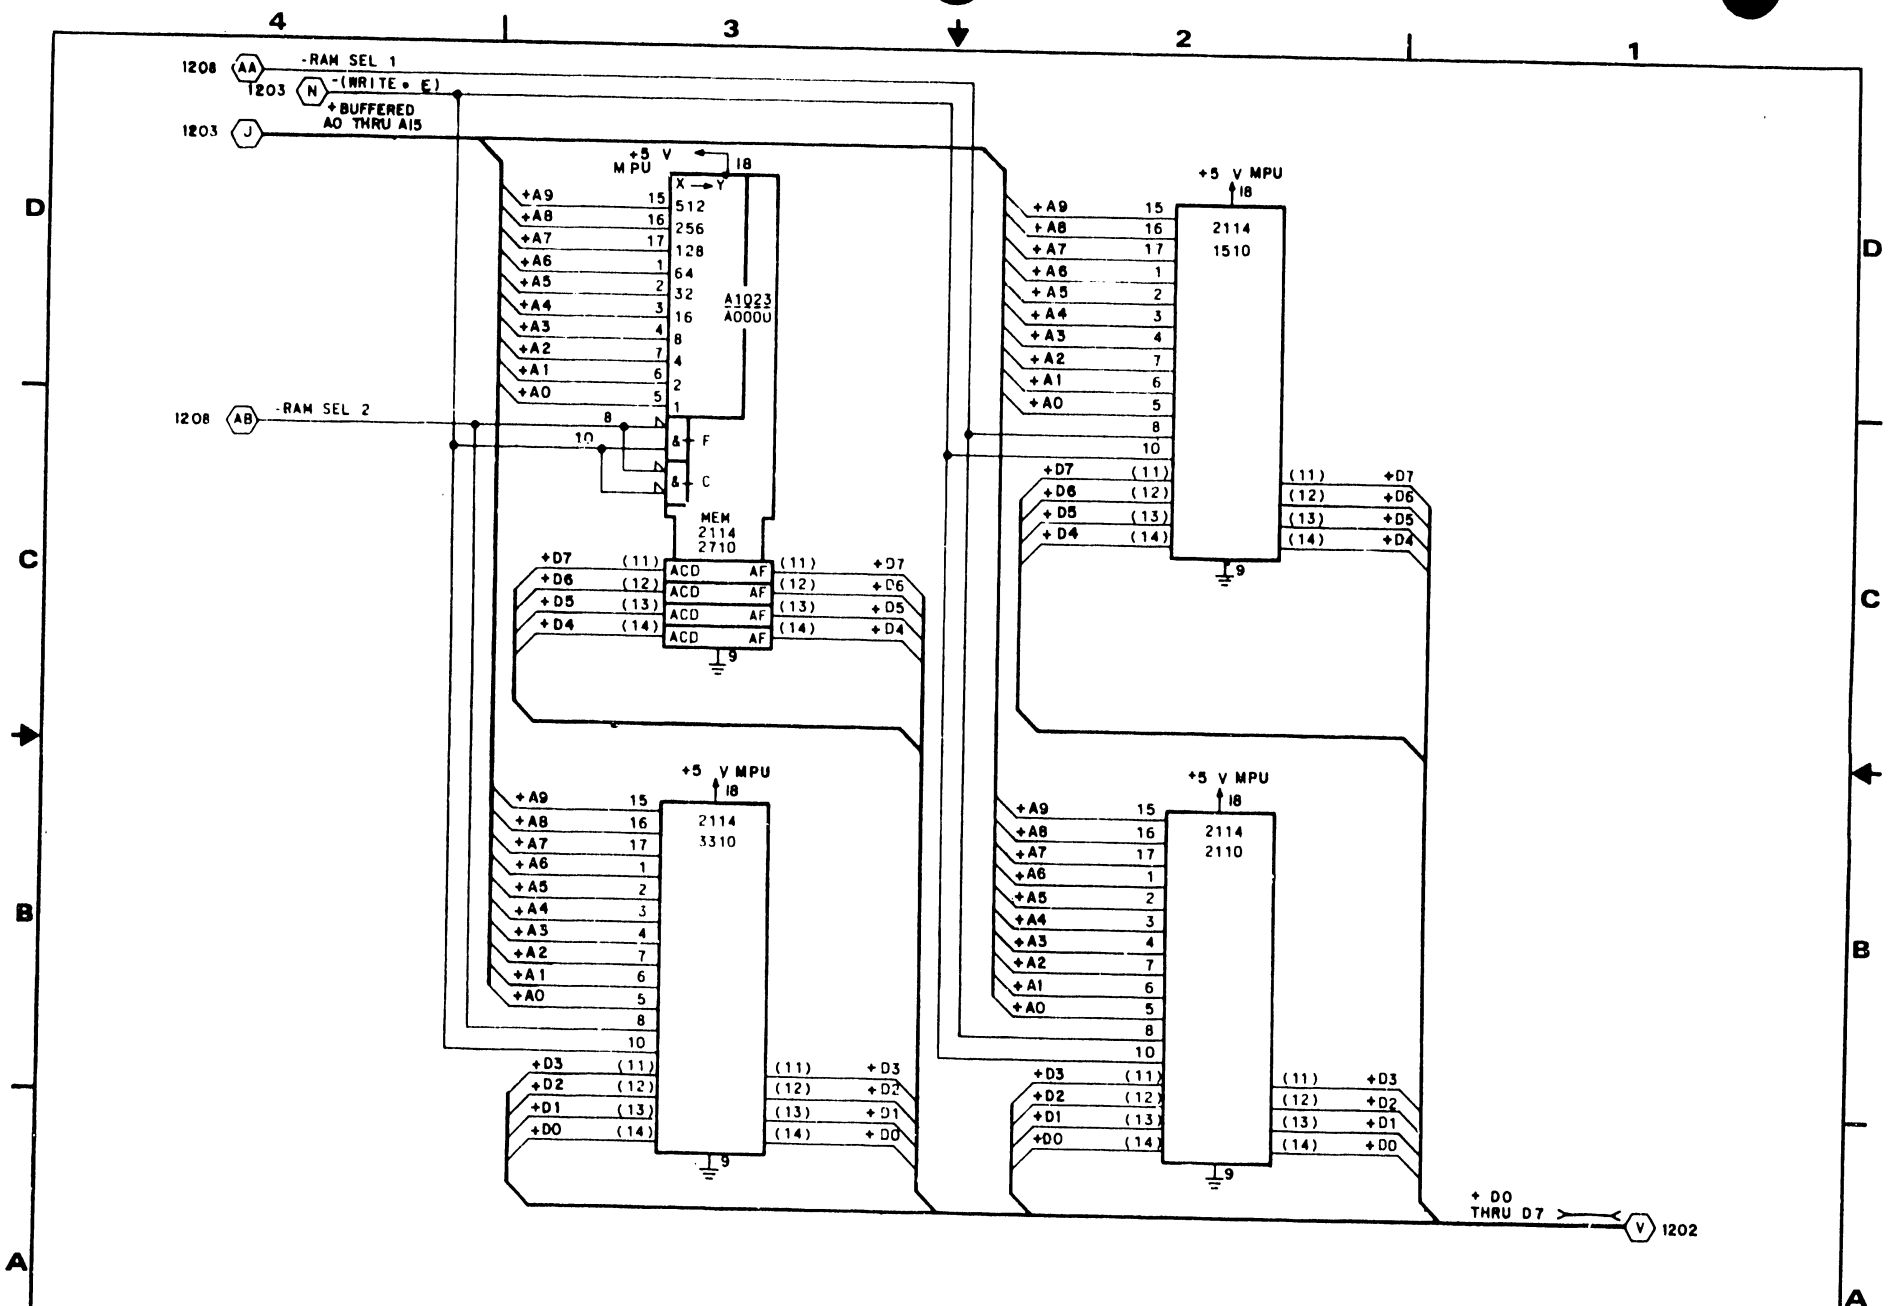 4 3 2 1
1208 AA -RAM SEL 1
1203 N -(WRITE • E)
+BUFFERED
1203 J A0 THRU A15
D
+5 V
MPU
18
X → Y
+A9 15 512
+A8 16 256
+A7 17 128
+A6 1 64
+A5 2 32
+A4 3 16
+A3 4 8
+A2 7 4
+A1 6 2
+A0 5 1
A1023
A0000
1208 AB -RAM SEL 2
8
10
& F
& C
MEM
2114
2710
+D7 (11) ACD AF (11) +D7
+D6 (12) ACD AF (12) +D6
+D5 (13) ACD AF (13) +D5
+D4 (14) ACD AF (14) +D4
9
+5 V MPU
18
2114
1510
+A9 15
+A8 16
+A7 17
+A6 1
+A5 2
+A4 3
+A3 4
+A2 7
+A1 6
+A0 5
8
10
+D7 (11) (11) +D7
+D6 (12) (12) +D6
+D5 (13) (13) +D5
+D4 (14) (14) +D4
9
D
C
C
+5 V MPU
18
2114
3310
+A9 15
+A8 16
+A7 17
+A6 1
+A5 2
+A4 3
+A3 4
+A2 7
+A1 6
+A0 5
8
10
+D3 (11) (11) +D3
+D2 (12) (12) +D2
+D1 (13) (13) +D1
+D0 (14) (14) +D0
9
+5 V MPU
18
2114
2110
+A9 15
+A8 16
+A7 17
+A6 1
+A5 2
+A4 3
+A3 4
+A2 7
+A1 6
+A0 5
8
10
+D3 (11) (11) +D3
+D2 (12) (12) +D2
+D1 (13) (13) +D1
+D0 (14) (14) +D0
9
B
B
+ D0
THRU D7
V 1202
A
A